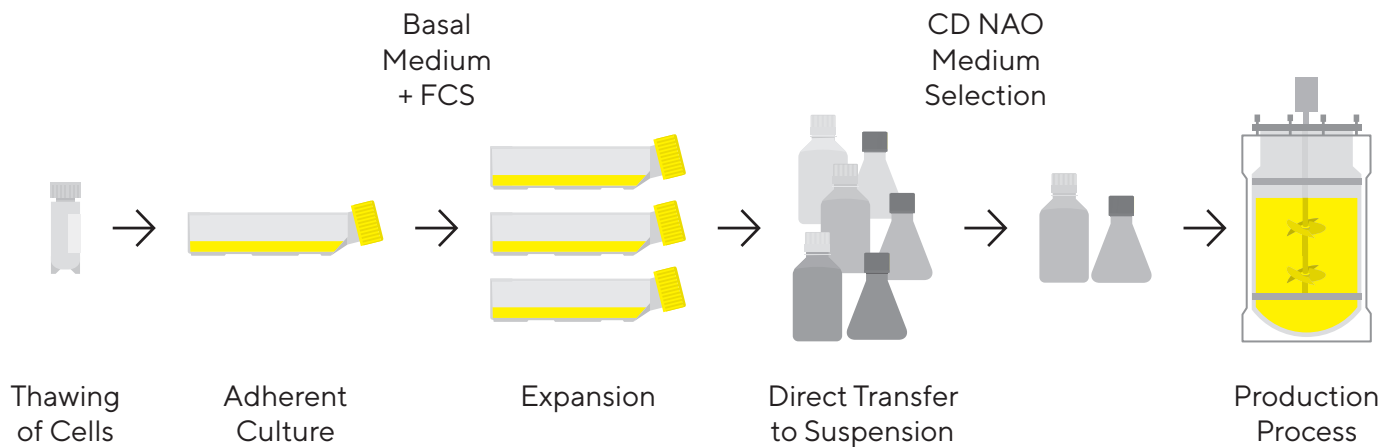 Basal
Medium
+ FCS
CD NAO
Medium
Selection
Thawing
of Cells
Adherent
Culture
Expansion
Direct Transfer
to Suspension
Production
Process